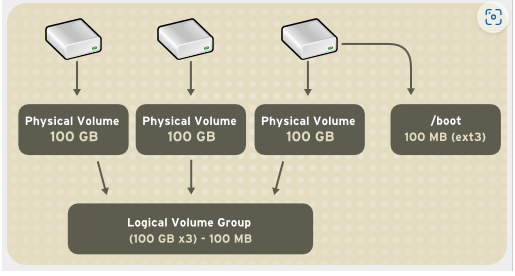 Physical Volume
100 GB
Physical Volume
100 GB
Physical Volume
100 GB
/boot
100 MB (ext3)
Logical Volume Group
(100 GB x3) - 100 MB